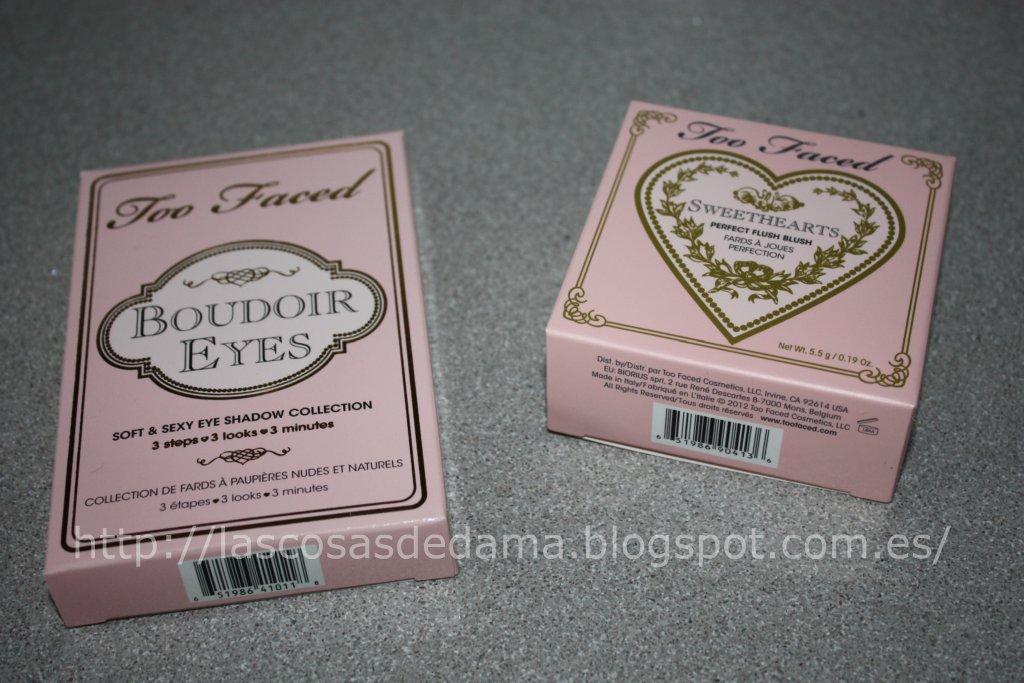 Too Faced
BOUDOIR
EYES
SOFT & SEXY EYE SHADOW COLLECTION
3 steps ♥ 3 looks ♥ 3 minutes
COLLECTION DE FARDS À PAUPIÈRES NUDES ET NATURELS
3 étapes ♥ 3 looks ♥ 3 minutes
6 51986 41011 8
Too Faced
SWEETHEARTS
PERFECT FLUSH BLUSH
FARDS À JOUES
PERFECTION
Net Wt. 5.5 g / 0.19 Oz.
Dist. by/Distr. par Too Faced Cosmetics, LLC, Irvine, CA 92614 USA
EU: BIORIUS sprl. 2 rue René Descartes B-7000 Mons, Belgium
Made in Italy/Fabriqué en L'Italie © 2012 Too Faced Cosmetics, LLC
All Rights Reserved/Tous droits réservés www.toofaced.com
6 51986 90413 6
http://lascosasdedama.blogspot.com.es/